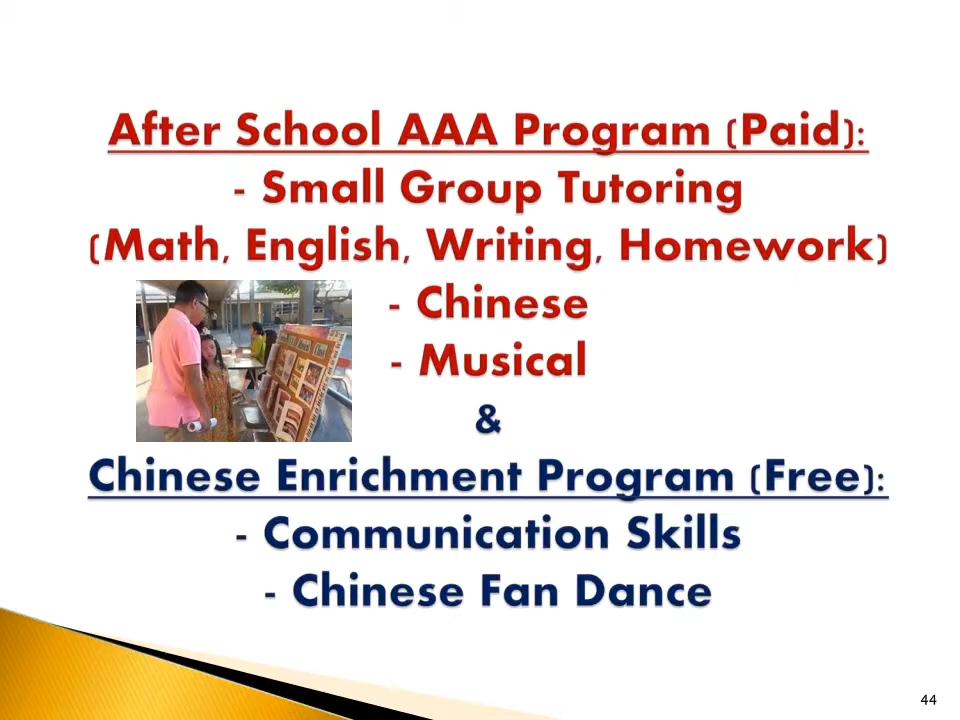 After School AAA Program (Paid):
- Small Group Tutoring
(Math, English, Writing, Homework)
- Chinese
- Musical
&
Chinese Enrichment Program (Free):
- Communication Skills
- Chinese Fan Dance
44